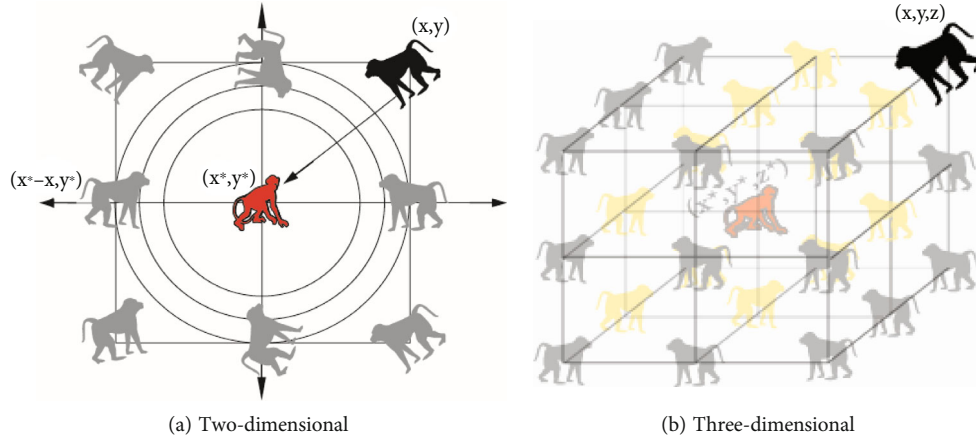 (x,y)
(x*–x,y*)
(x*,y*)
(a) Two-dimensional
(x,y,z)
(x*,y*,z*)
(b) Three-dimensional